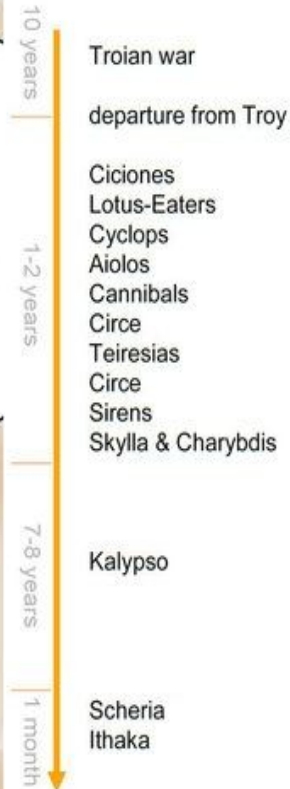 10 years
Troian war
departure from Troy
1-2 years
Ciciones
Lotus-Eaters
Cyclops
Aiolos
Cannibals
Circe
Teiresias
Circe
Sirens
Skylla & Charybdis
7-8 years
Kalypso
1 month
Scheria
Ithaka